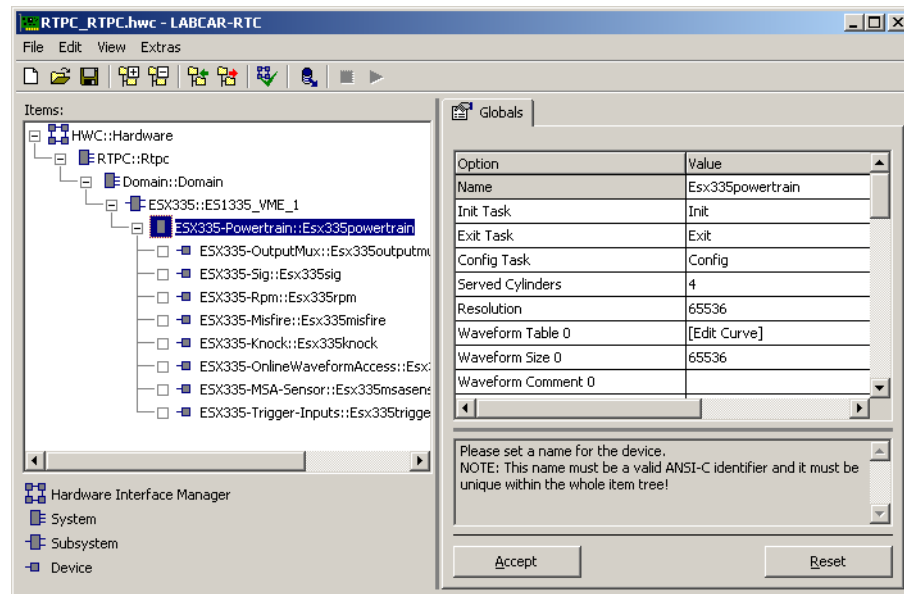 RTPC_RTPC.hwc - LABCAR-RTC
File Edit View Extras
Items:
HWC::Hardware
RTPC::Rtpc
Domain::Domain
ESX335::ES1335_VME_1
ESX335-Powertrain::Esx335powertrain
ESX335-OutputMux::Esx335outputmu
ESX335-Sig::Esx335sig
ESX335-Rpm::Esx335rpm
ESX335-Misfire::Esx335misfire
ESX335-Knock::Esx335knock
ESX335-OnlineWaveformAccess::Esx
ESX335-MSA-Sensor::Esx335msasens
ESX335-Trigger-Inputs::Esx335trigge
Hardware Interface Manager
System
Subsystem
Device
Globals
Option Value
Name Esx335powertrain
Init Task Init
Exit Task Exit
Config Task Config
Served Cylinders 4
Resolution 65536
Waveform Table 0 [Edit Curve]
Waveform Size 0 65536
Waveform Comment 0
Please set a name for the device.
NOTE: This name must be a valid ANSI-C identifier and it must be
unique within the whole item tree!
Accept Reset